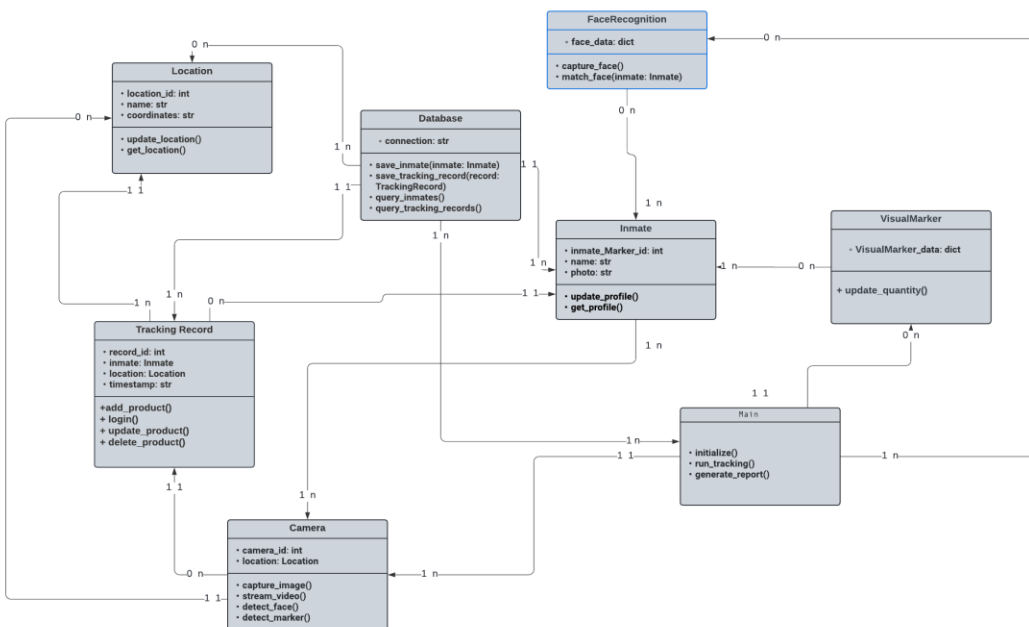 FaceRecognition
- face_data: dict
• capture_face()
• match_face(inmate: Inmate)
0 n
0 n
Location
• location_id: int
• name: str
• coordinates: str
• update_location()
• get_location()
0 n
0 n
1 1
Database
- connection: str
• save_inmate(inmate: Inmate)
• save_tracking_record(record:
TrackingRecord)
• query_inmates()
• query_tracking_records()
1 n
1 1
1 1
1 n
0 n
1 n
Inmate
• inmate_Marker_id: int
• name: str
• photo: str
• update_profile()
• get_profile()
1 n
1 n
0 n
1 1
1 n
VisualMarker
- VisualMarker_data: dict
+ update_quantity()
0 n
1 n
1 n
0 n
Tracking Record
• record_id: int
• inmate: Inmate
• location: Location
• timestamp: str
+add_product()
+ login()
+ update_product()
+ delete_product()
1 1
1 1
Main
• initialize()
• run_tracking()
• generate_report()
1 n
1 1
1 n
1 n
Camera
• camera_id: int
• location: Location
• capture_image()
• stream_video()
• detect_face()
• detect_marker()
0 n
1 1
1 n